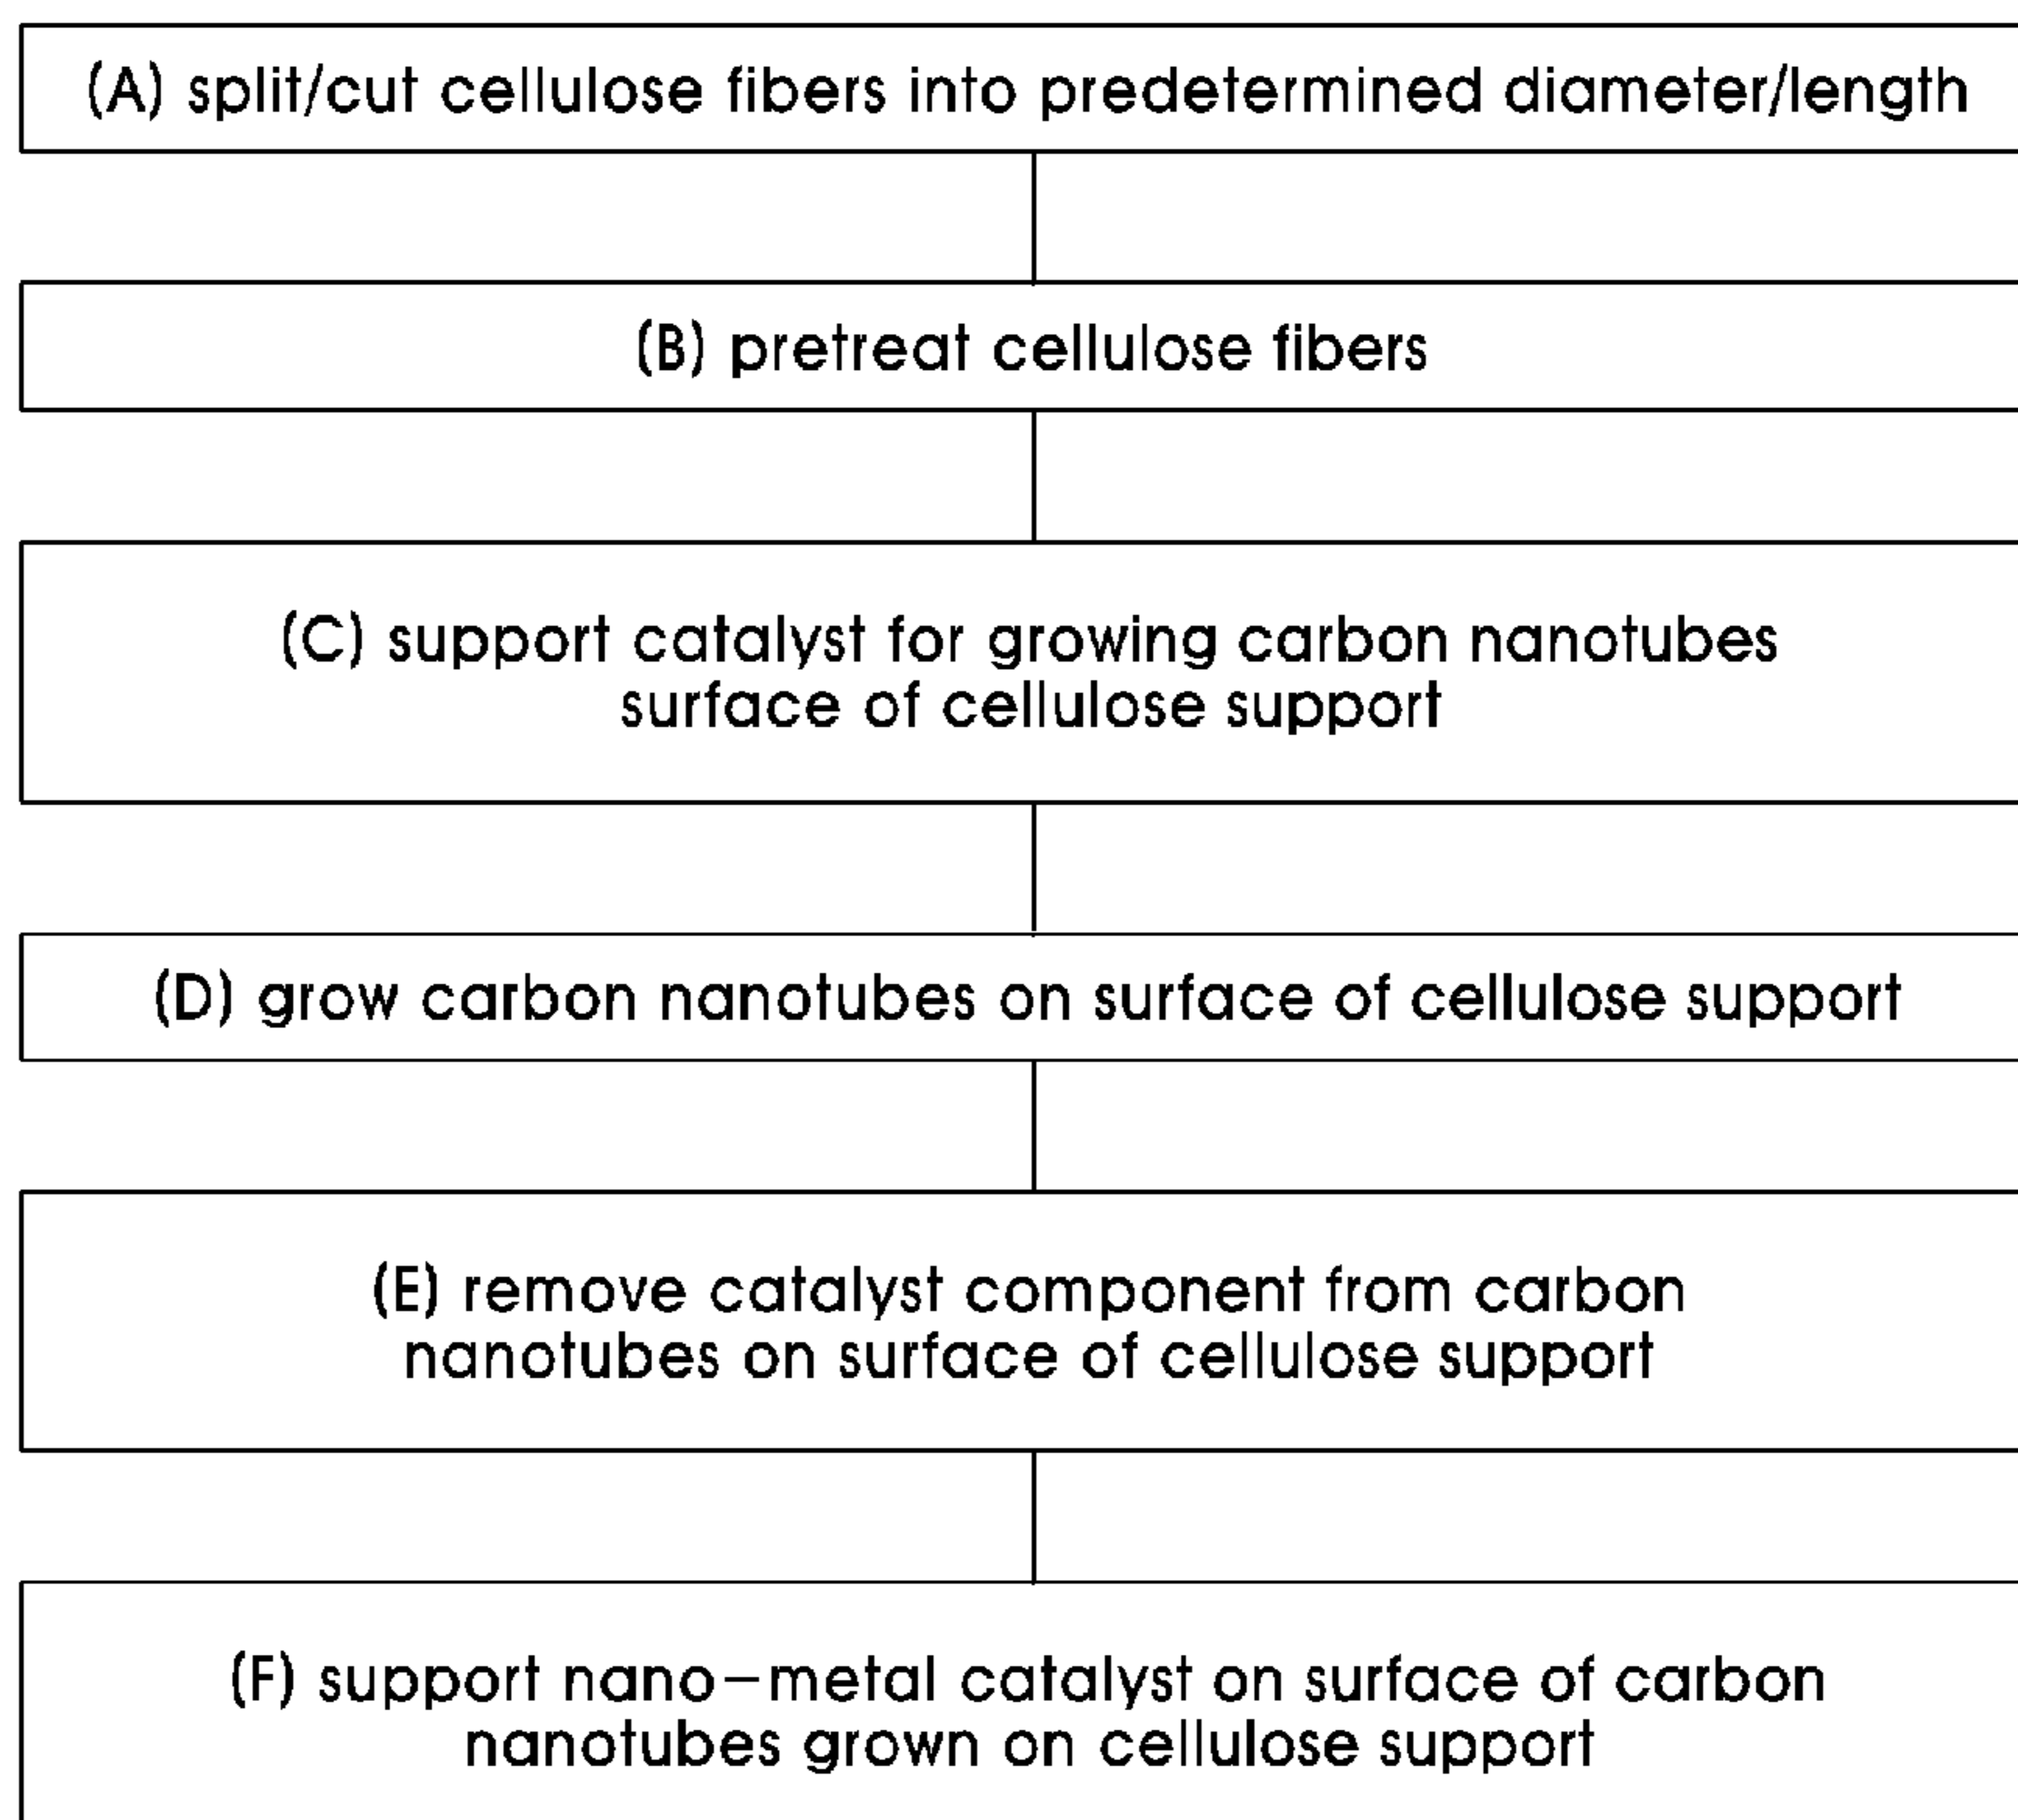 (A) split/cut cellulose fibers into predetermined diameter/length
(B) pretreat cellulose fibers
(C) support catalyst for growing carbon nanotubes
surface of cellulose support
(D) grow carbon nanotubes on surface of cellulose support
(E) remove catalyst component from carbon
nanotubes on surface of cellulose support
(F) support nano-metal catalyst on surface of carbon
nanotubes grown on cellulose support